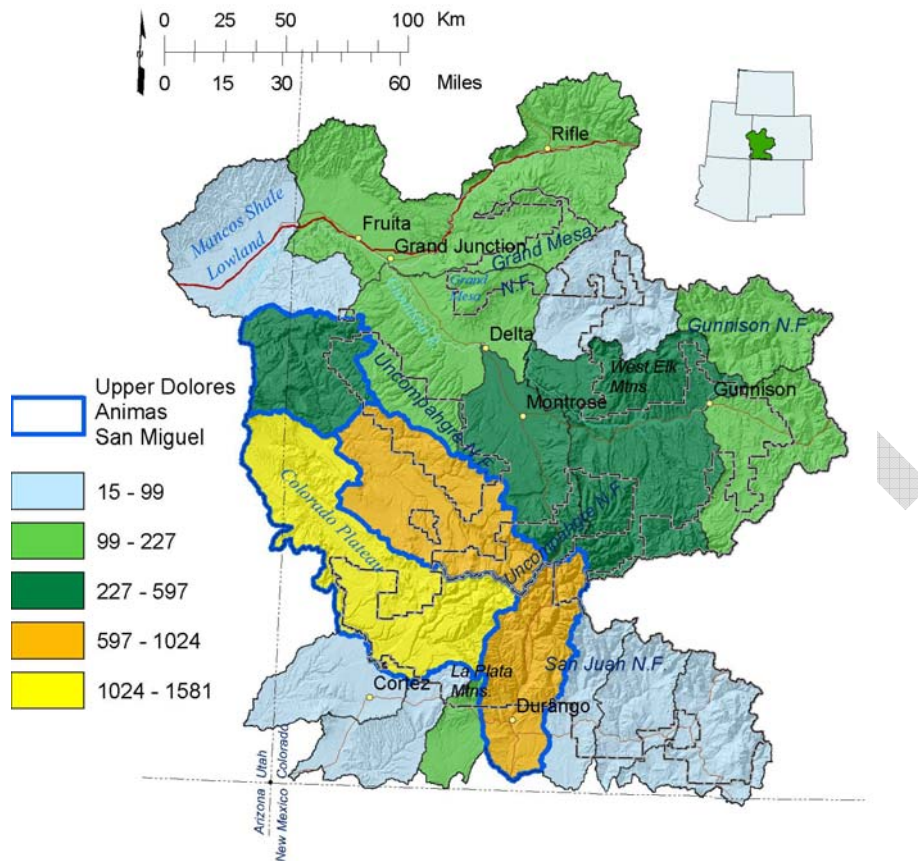 0 25 50 100 Km
0 15 30 60 Miles
Rifle
Mancos Shale
Lowland
Fruita
Grand Junction
Grand Mesa
N.F.
Grand
Mesa
Delta
Gunnison N.F.
West Elk
Mtns
Gunnison
Montrose
Uncompahgre N.F.
Upper Dolores
Animas
San Miguel
15 - 99
99 - 227
227 - 597
597 - 1024
1024 - 1581
Colorado Plateau
Uncompahgre N.F.
San Juan N.F.
La Plata
Mtns.
Cortez
Durango
Utah
Colorado
Arizona
New Mexico